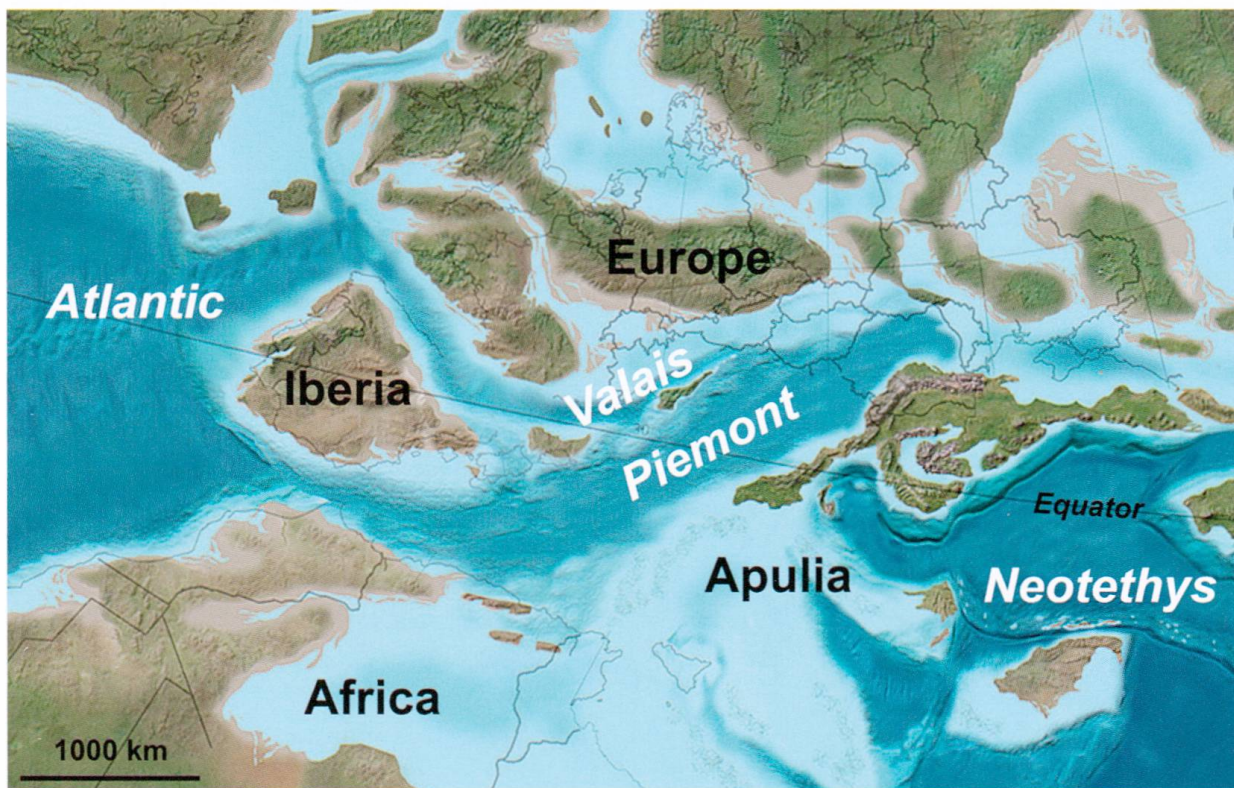 Europe
Atlantic
Iberia
Valais
Piemont
Equator
Apulia
Neotethys
Africa
1000 km